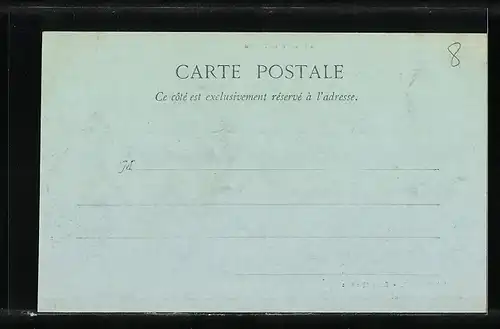 8
CARTE POSTALE
Ce côté est exclusivement réservé à l'adresse.
M